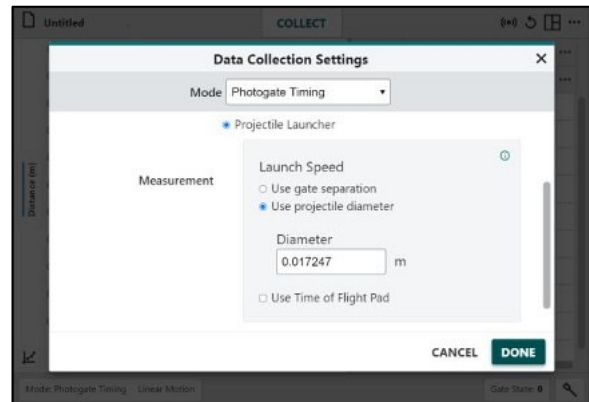 Untitled
COLLECT
Data Collection Settings
Mode Photogate Timing
Projectile Launcher
Measurement
Launch Speed
Use gate separation
Use projectile diameter
Diameter
0.017247 m
Use Time of Flight Pad
CANCEL DONE
Distance (m)
Mode: Photogate Timing Linear Motion Gate State: 0